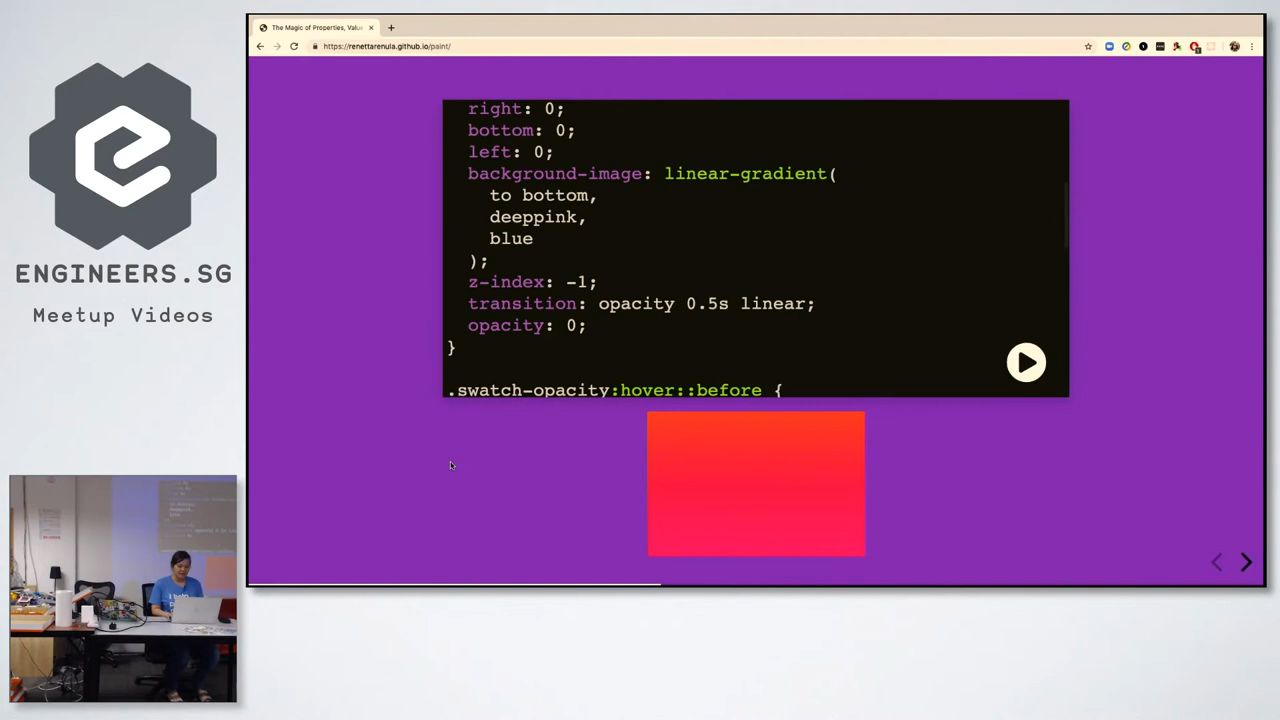 The Magic of Properties, Valu
https://renettarenula.github.io/paint/
right: 0;
bottom: 0;
left: 0;
background-image: linear-gradient(
to bottom,
deeppink,
blue
);
z-index: -1;
transition: opacity 0.5s linear;
opacity: 0;
}
.swatch-opacity:hover::before {
ENGINEERS.SG
Meetup Videos